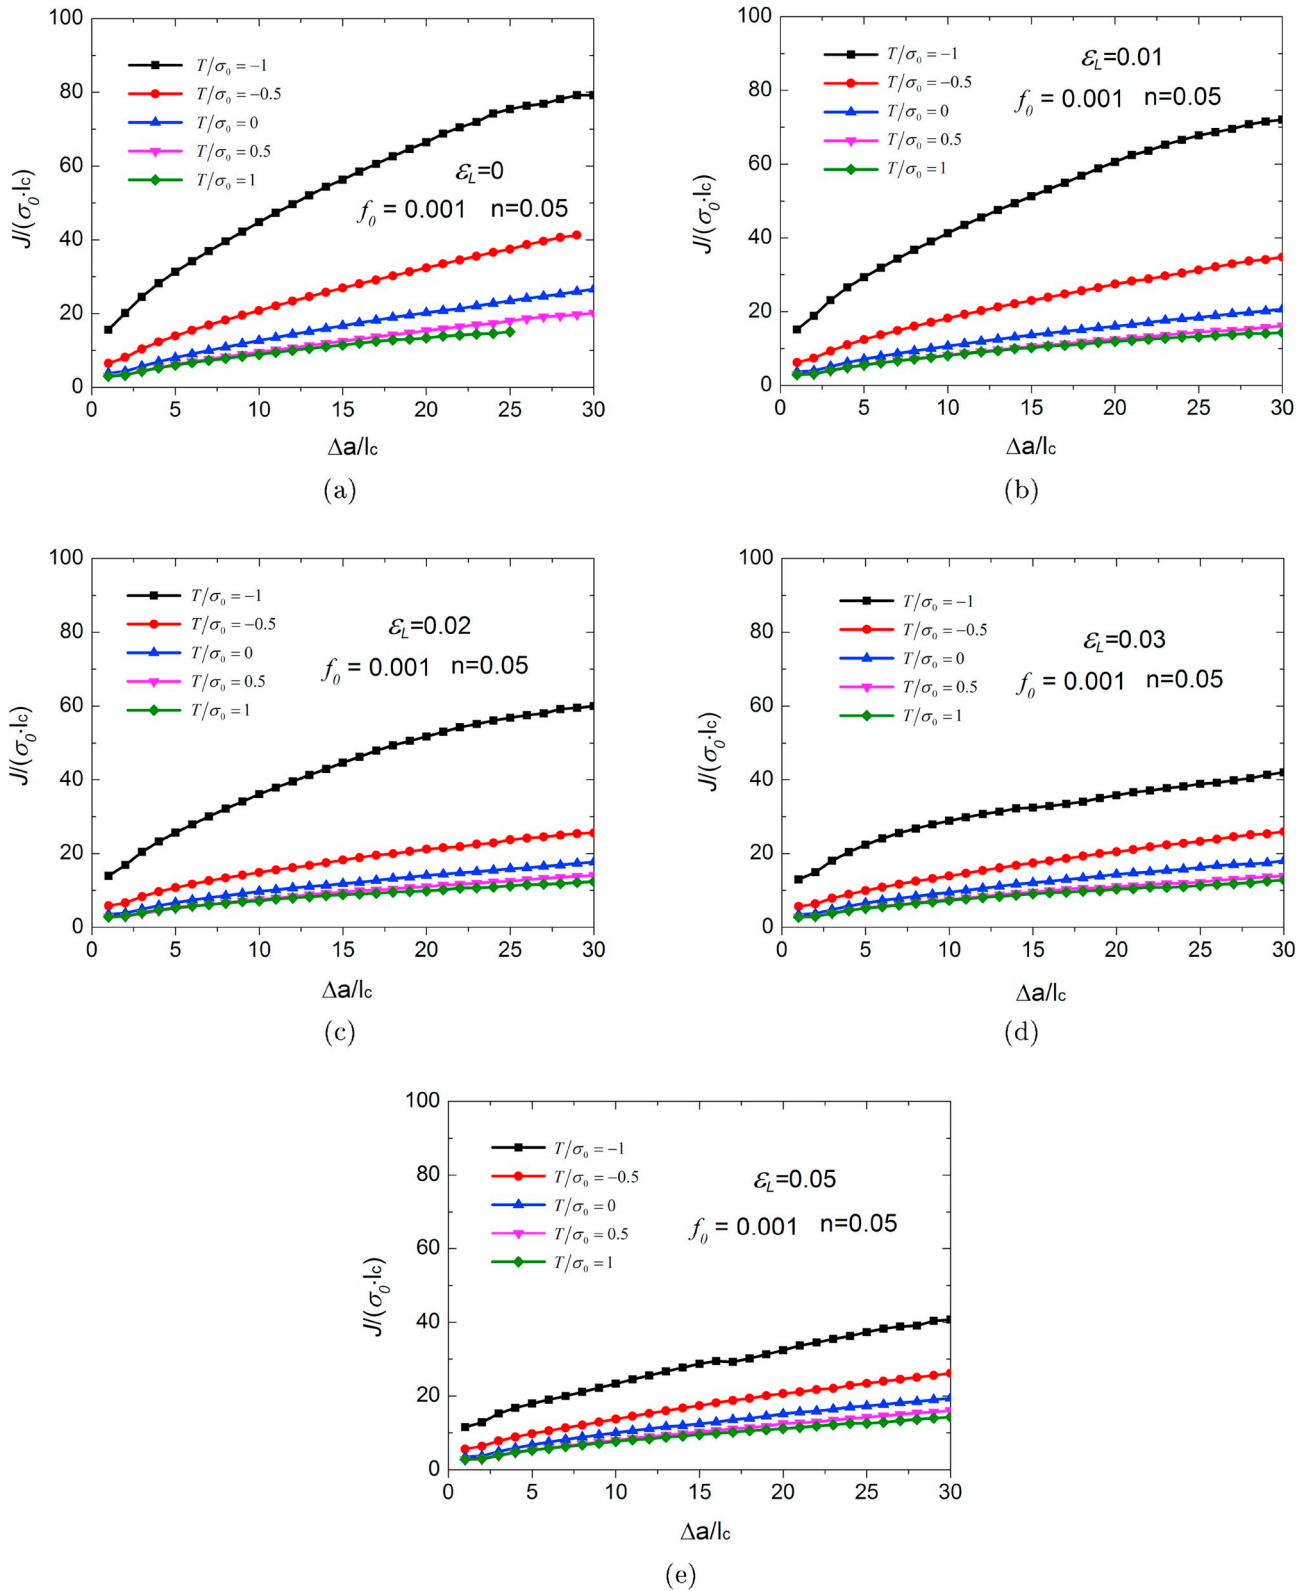 100
80
60
40
20
0
J/(σ₀·lc)
T/σ₀ = −1
T/σ₀ = −0.5
T/σ₀ = 0
T/σ₀ = 0.5
T/σ₀ = 1
εL=0
f₀ = 0.001 n=0.05
0 5 10 15 20 25 30
Δa/lc
(a)
100
80
60
40
20
0
J/(σ₀·lc)
T/σ₀ = −1
T/σ₀ = −0.5
T/σ₀ = 0
T/σ₀ = 0.5
T/σ₀ = 1
εL=0.01
f₀ = 0.001 n=0.05
0 5 10 15 20 25 30
Δa/lc
(b)
100
80
60
40
20
0
J/(σ₀·lc)
T/σ₀ = −1
T/σ₀ = −0.5
T/σ₀ = 0
T/σ₀ = 0.5
T/σ₀ = 1
εL=0.02
f₀ = 0.001 n=0.05
0 5 10 15 20 25 30
Δa/lc
(c)
100
80
60
40
20
0
J/(σ₀·lc)
T/σ₀ = −1
T/σ₀ = −0.5
T/σ₀ = 0
T/σ₀ = 0.5
T/σ₀ = 1
εL=0.03
f₀ = 0.001 n=0.05
0 5 10 15 20 25 30
Δa/lc
(d)
100
80
60
40
20
0
J/(σ₀·lc)
T/σ₀ = −1
T/σ₀ = −0.5
T/σ₀ = 0
T/σ₀ = 0.5
T/σ₀ = 1
εL=0.05
f₀ = 0.001 n=0.05
0 5 10 15 20 25 30
Δa/lc
(e)